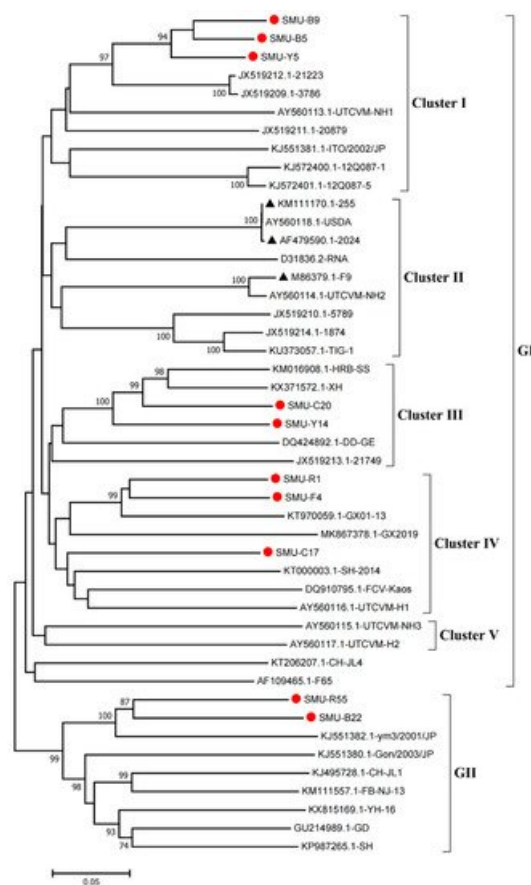 SMU-B9
94
SMU-B5
97
SMU-Y5
JX519212.1-21223
100
JX519209.1-3786
AY560113.1-UTCVM-NH1
Cluster I
JX519211.1-20879
KJ551381.1-ITO/2002/JP
KJ572400.1-12Q087-1
100
KJ572401.1-12Q087-5
KM111170.1-255
100
AY560118.1-USDA
AF479590.1-2024
D31836.2-RNA
Cluster II
M86379.1-F9
100
AY560114.1-UTCVM-NH2
GI
JX519210.1-5789
100
JX519214.1-1874
100
KU373057.1-TIG-1
KM016908.1-HRB-SS
98
99
KX371572.1-XH
100
SMU-C20
Cluster III
SMU-Y14
DQ424892.1-DD-GE
JX519213.1-21749
SMU-R1
99
SMU-F4
KT970059.1-GX01-13
MK867378.1-GX2019
Cluster IV
SMU-C17
KT000003.1-SH-2014
DQ910795.1-FCV-Kaos
AY560116.1-UTCVM-H1
AY560115.1-UTCVM-NH3
Cluster V
AY560117.1-UTCVM-H2
KT206207.1-CH-JL4
AF109465.1-F65
SMU-R55
87
100
SMU-B22
KJ551382.1-ym3/2001/JP
99
KJ551380.1-Gon/2003/JP
KJ495728.1-CH-JL1
99
98
KM111557.1-FB-NJ-13
GII
KX815169.1-YH-16
93
GU214989.1-GD
74
KP987265.1-SH
0.05